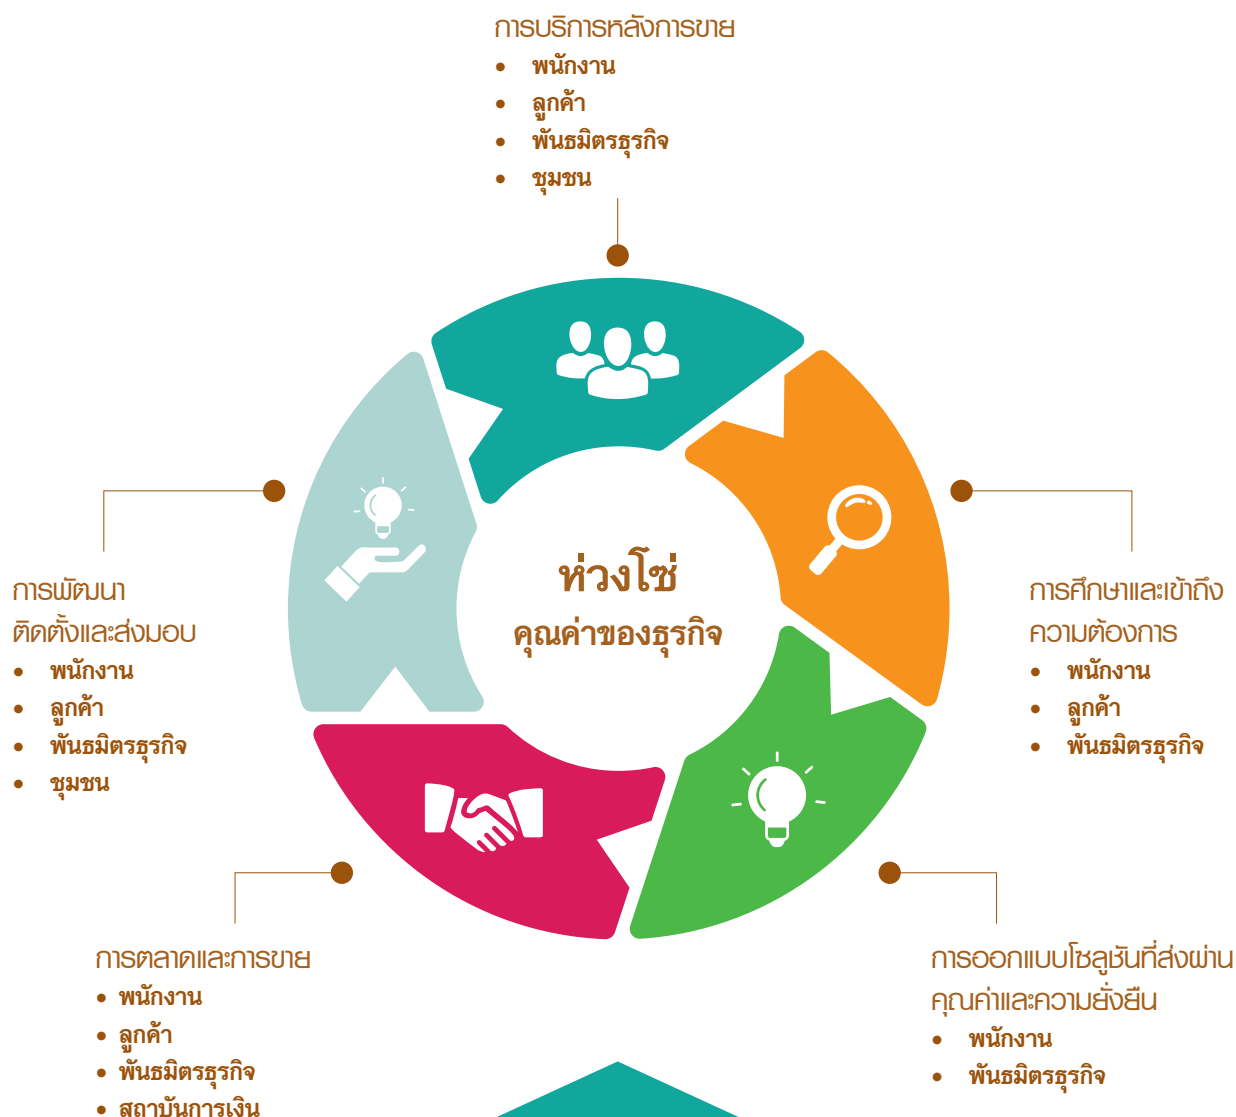 การบริการหลังการขาย
• พนักงาน
• ลูกค้า
• พันธมิตรธุรกิจ
• ชุมชน
ห่วงโซ่
คุณค่าของธุรกิจ
การศึกษาและเข้าถึง
ความต้องการ
• พนักงาน
• ลูกค้า
• พันธมิตรธุรกิจ
การออกแบบโซลูชันที่ส่งผ่าน
คุณค่าและความยั่งยืน
• พนักงาน
• พันธมิตรธุรกิจ
การตลาดและการขาย
• พนักงาน
• ลูกค้า
• พันธมิตรธุรกิจ
• สถาบันการเงิน
การพัฒนา
ติดตั้งและส่งมอบ
• พนักงาน
• ลูกค้า
• พันธมิตรธุรกิจ
• ชุมชน